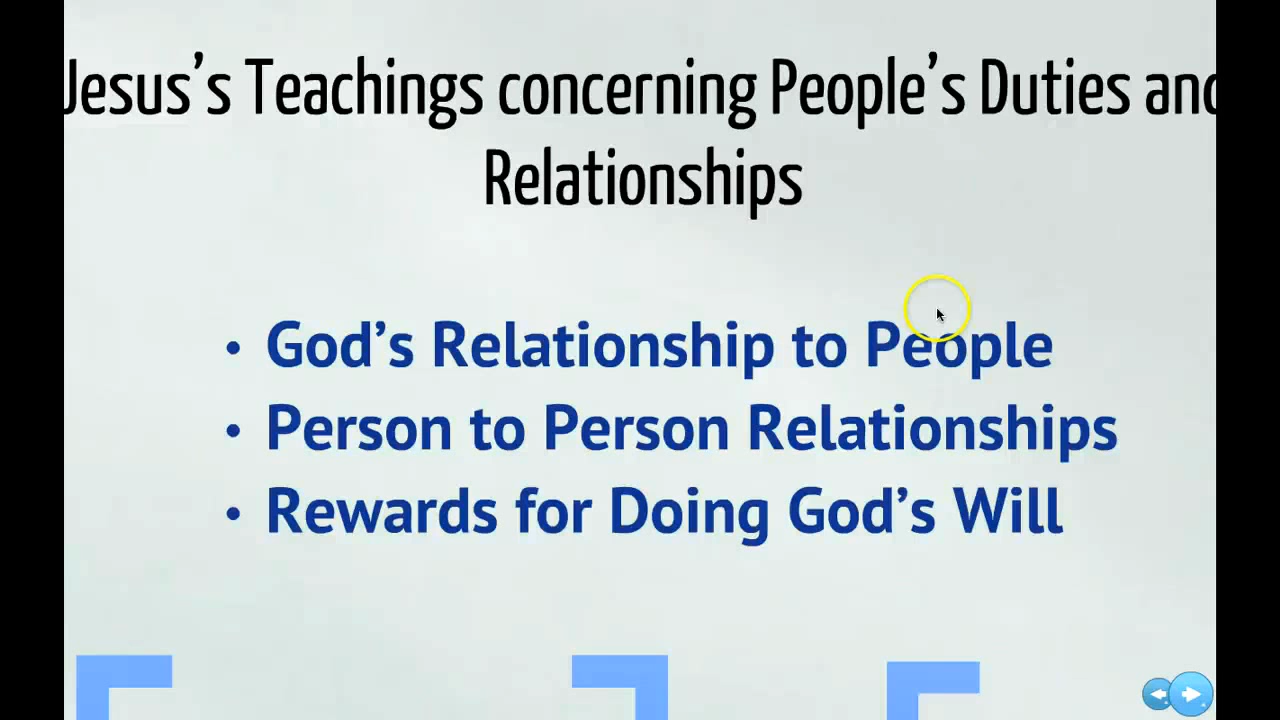 Jesus’s Teachings concerning People’s Duties and
Relationships
• God’s Relationship to People
• Person to Person Relationships
• Rewards for Doing God’s Will